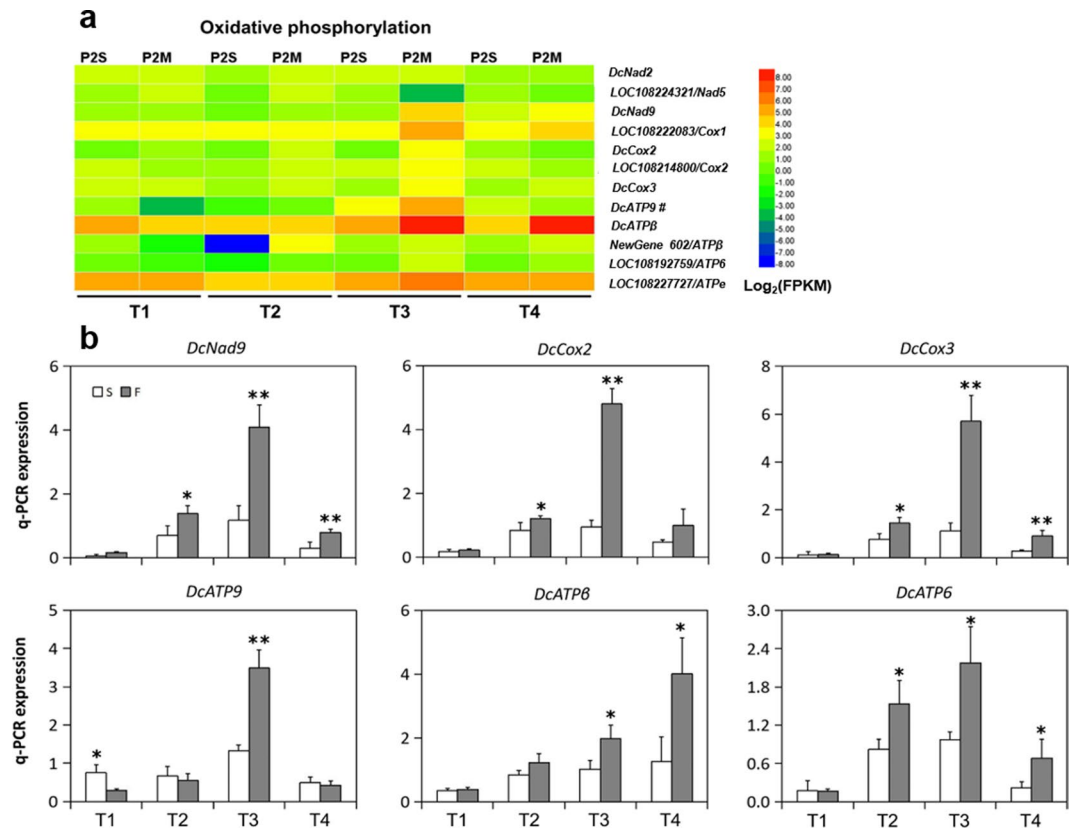 a
Oxidative phosphorylation
P2S P2M P2S P2M P2S P2M P2S P2M
DcNad2
LOC108224321/Nad5
DcNad9
LOC108222083/Cox1
DcCox2
LOC108214800/Cox2
DcCox3
DcATP9 #
DcATPβ
NewGene 602/ATPβ
LOC108192759/ATP6
LOC108227727/ATPe
T1 T2 T3 T4
8.00
7.00
6.00
5.00
4.00
3.00
2.00
1.00
0.00
-1.00
-2.00
-3.00
-4.00
-5.00
-6.00
-7.00
-8.00
Log2(FPKM)
b
DcNad9
q-PCR expression
6
4
2
0
S F
*
**
**
DcCox2
6
4
2
0
*
**
DcCox3
8
6
4
2
0
*
**
**
DcATP9
q-PCR expression
5
4
3
2
1
0
*
**
T1 T2 T3 T4
DcATPβ
6
4
2
0
*
*
T1 T2 T3 T4
DcATP6
3.0
2.4
1.8
1.2
0.6
0.0
*
*
*
T1 T2 T3 T4